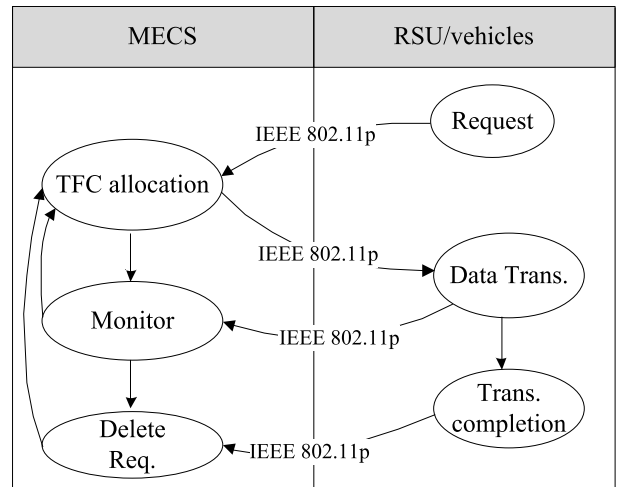 MECS
RSU/vehicles
Request
IEEE 802.11p
TFC allocation
IEEE 802.11p
Data Trans.
Monitor
IEEE 802.11p
Trans.
completion
Delete
Req.
IEEE 802.11p